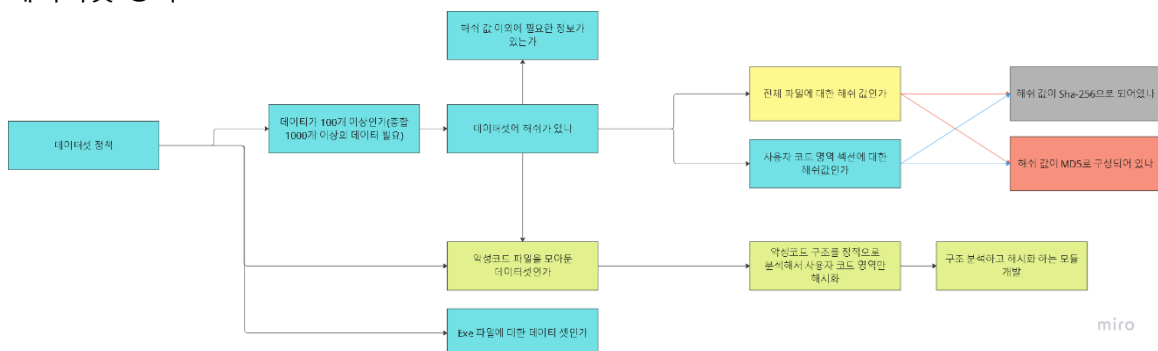 해쉬 값 이외에 필요한 정보가
있는가
전체 파일에 대한 해쉬 값인가
해쉬 값이 Sha-256으로 되어있나
데이터가 100개 이상인가(종합
1000개 이상의 데이터 필요)
데이터셋에 해쉬가 있나
데이터셋 정책
사용자 코드 영역 섹션에 대한
해쉬값인가
해쉬 값이 MD5로 구성되어 있나
악성코드 파일을 모아둔
데이터셋인가
악성코드 구조를 정적으로
분석해서 사용자 코드 영역만
해시화
구조 분석하고 해시화 하는 모듈
개발
Exe 파일에 대한 데이터 셋인가
miro